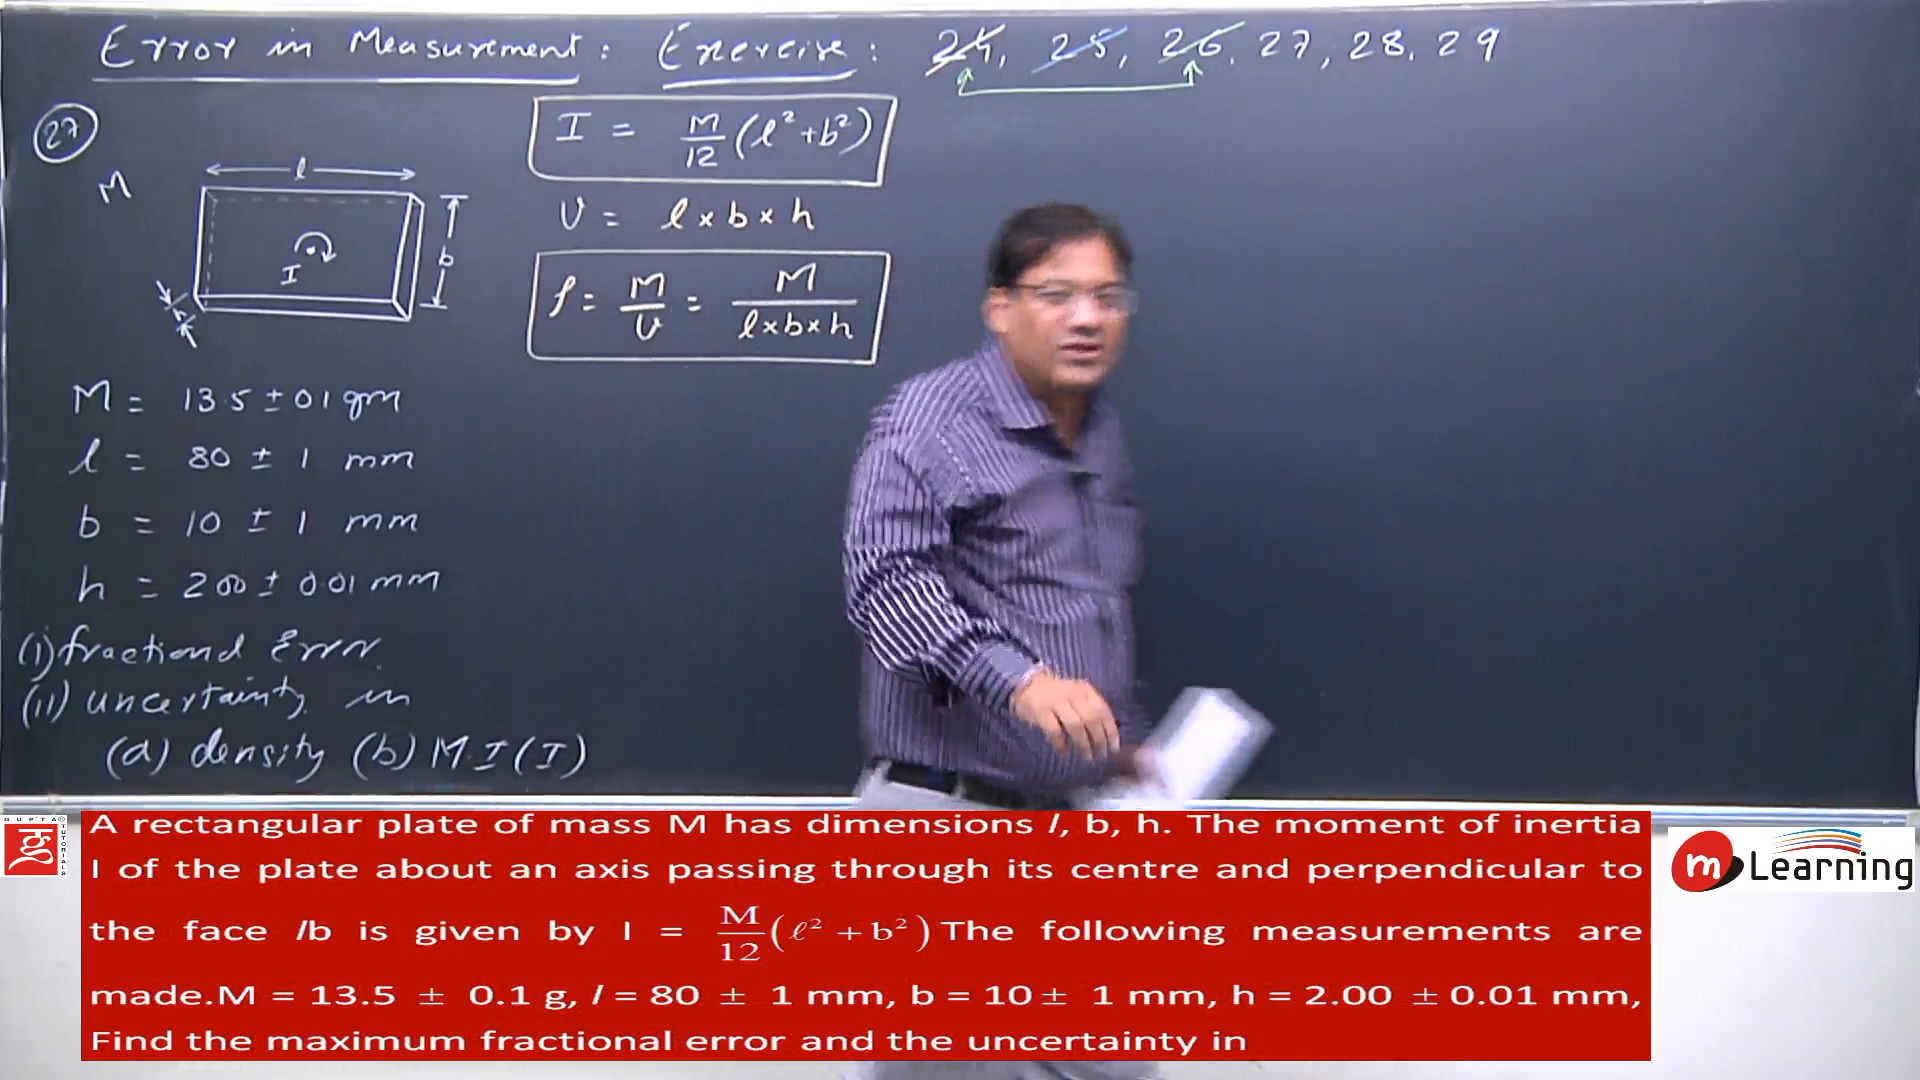 Error in Measurement : Exercise : 24, 25, 26, 27, 28, 29
27
M
l
b
h
I
I = M/12 (l² + b²)
V = l × b × h
ρ = M/V = M/(l × b × h)
M = 13.5 ± 0.1 gm
l = 80 ± 1 mm
b = 10 ± 1 mm
h = 2.00 ± 0.01 mm
(i) fractional Error.
(ii) uncertainty in
(a) density (b) M.I (I)
GUPTA TUTORIALS
A rectangular plate of mass M has dimensions l, b, h. The moment of inertia
I of the plate about an axis passing through its centre and perpendicular to
the face lb is given by I = M/12 (ℓ² + b²) The following measurements are
made.M = 13.5 ± 0.1 g, l = 80 ± 1 mm, b = 10 ± 1 mm, h = 2.00 ± 0.01 mm,
Find the maximum fractional error and the uncertainty in
m Learning